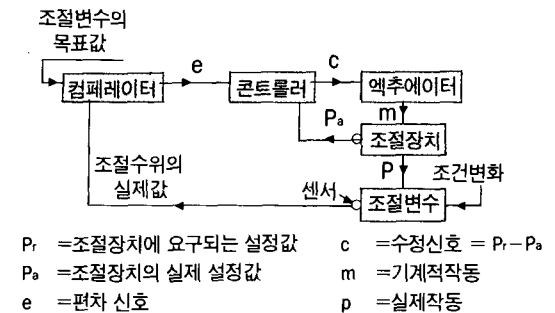 조절변수의
목표값
e
c
컴페레이터
콘트롤러
엑추에이터
Pa
m
조절장치
조절수위의
실제값
P
조건변화
센서
조절변수
Pr =조절장치에 요구되는 설정값
c =수정신호 = Pr-Pa
Pa =조절장치의 실제 설정값
m =기계적작동
e =편차 신호
p =실제작동